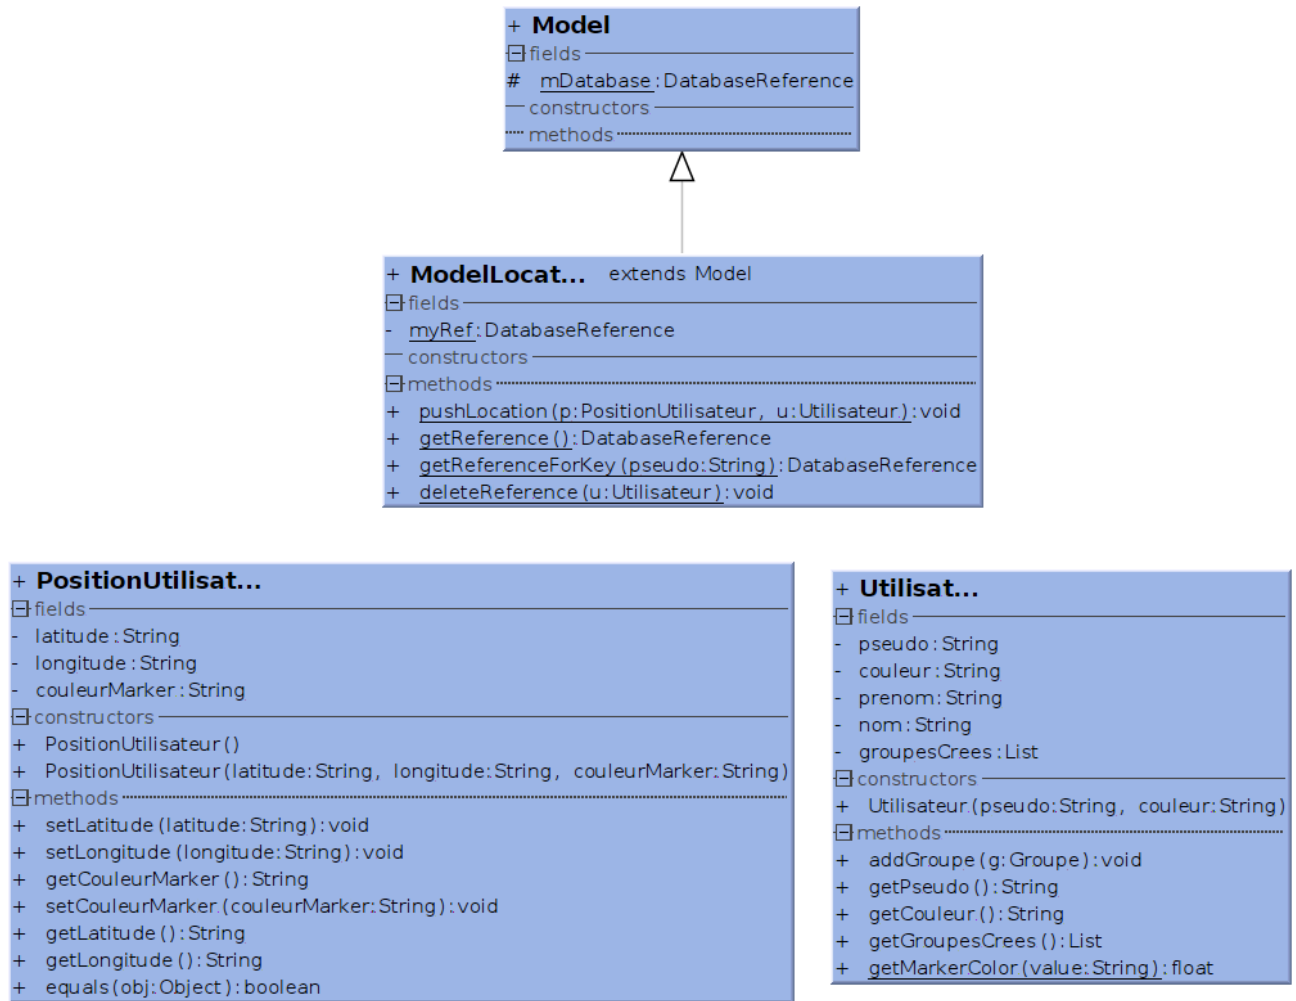 + Model
fields
# mDatabase : DatabaseReference
constructors
methods
+ ModelLocat... extends Model
fields
- myRef : DatabaseReference
constructors
methods
+ pushLocation (p:PositionUtilisateur, u:Utilisateur) : void
+ getReference () : DatabaseReference
+ getReferenceForKey (pseudo:String) : DatabaseReference
+ deleteReference (u:Utilisateur) : void
+ PositionUtilisat...
fields
- latitude : String
- longitude : String
- couleurMarker : String
constructors
+ PositionUtilisateur ()
+ PositionUtilisateur (latitude:String, longitude:String, couleurMarker:String)
methods
+ setLatitude (latitude:String) : void
+ setLongitude (longitude:String) : void
+ getCouleurMarker () : String
+ setCouleurMarker (couleurMarker:String) : void
+ getLatitude () : String
+ getLongitude () : String
+ equals (obj:Object) : boolean
+ Utilisat...
fields
- pseudo : String
- couleur : String
- prenom : String
- nom : String
- groupesCrees : List
constructors
+ Utilisateur (pseudo:String, couleur:String)
methods
+ addGroupe (g:Groupe) : void
+ getPseudo () : String
+ getCouleur () : String
+ getGroupesCrees () : List
+ getMarkerColor (value:String) : float